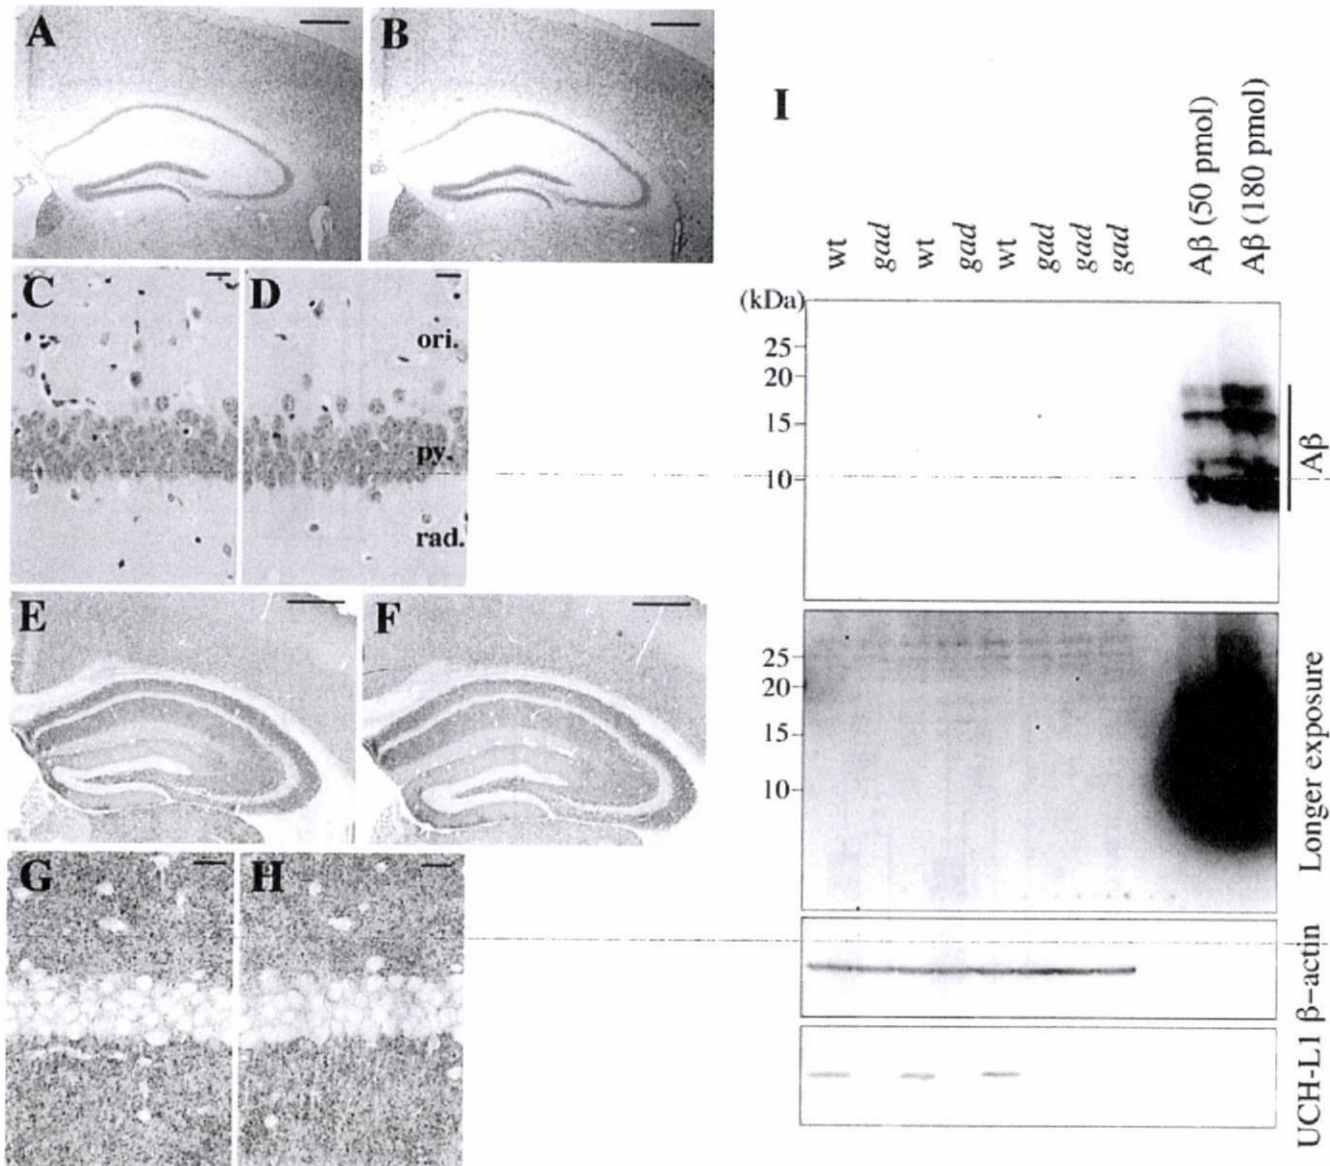 A
B
C
D
ori.
py.
rad.
E
F
G
H
I
wt
gad
wt
gad
wt
gad
gad
gad
Aβ (50 pmol)
Aβ (180 pmol)
(kDa)
25
20
15
10
Aβ
25
20
15
10
Longer exposure
β-actin
UCH-L1